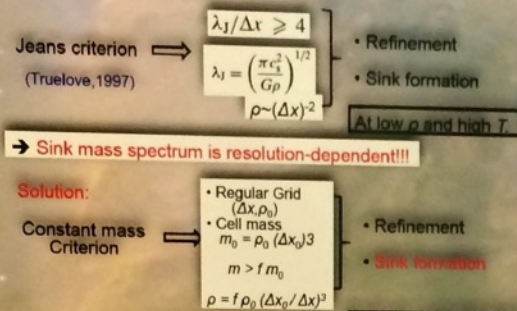 Jeans criterion
(Truelove,1997)
λJ/Δx ⩾ 4
λJ = (πc_s²/Gρ)^1/2
ρ~(Δx)-2
• Refinement
• Sink formation
At low ρ and high T.
➔ Sink mass spectrum is resolution-dependent!!!
Solution:
Constant mass
Criterion
• Regular Grid
(Δx,ρ₀)
• Cell mass
m₀ = ρ₀ (Δx₀)3
m > f m₀
ρ = f ρ₀ (Δx₀/Δx)³
• Refinement
• Sink formation